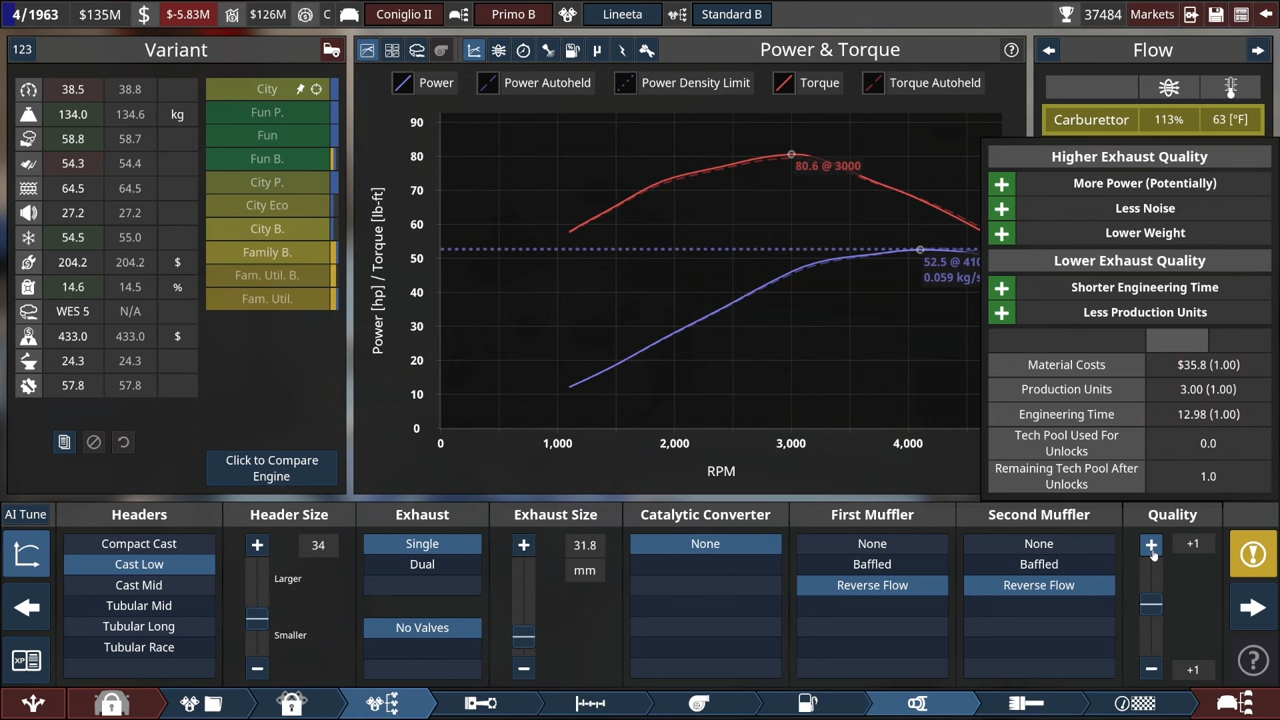 4/1963 $135M $-5.83M $126M C Coniglio II Primo B Lineeta Standard B 37484 Markets
123 Variant Power & Torque Flow
Power Power Autoheld Power Density Limit Torque Torque Autoheld
Carburettor 113% 63 [°F]
38.5 38.8
134.0 134.6 kg
58.8 58.7
54.3 54.4
64.5 64.5
27.2 27.2
54.5 55.0
204.2 204.2 $
14.6 14.5 %
WES 5 N/A
433.0 433.0 $
24.3 24.3
57.8 57.8
City
Fun P.
Fun
Fun B.
City P.
City Eco
City B.
Family B.
Fam. Util. B.
Fam. Util.
Click to Compare
Engine
Power [hp] / Torque [lb-ft]
90
80
70
60
50
40
30
20
10
0
80.6 @ 3000
52.5 @ 410
0.059 kg/s
0 1,000 2,000 3,000 4,000
RPM
Higher Exhaust Quality
More Power (Potentially)
Less Noise
Lower Weight
Lower Exhaust Quality
Shorter Engineering Time
Less Production Units
Material Costs $35.8 (1.00)
Production Units 3.00 (1.00)
Engineering Time 12.98 (1.00)
Tech Pool Used For
Unlocks
0.0
Remaining Tech Pool After
Unlocks
1.0
AI Tune Headers Header Size Exhaust Exhaust Size Catalytic Converter First Muffler Second Muffler Quality
Compact Cast
Cast Low
Cast Mid
Tubular Mid
Tubular Long
Tubular Race
34
Larger
Smaller
Single
Dual
No Valves
31.8
mm
None
None
Baffled
Reverse Flow
None
Baffled
Reverse Flow
+1
+1
XP